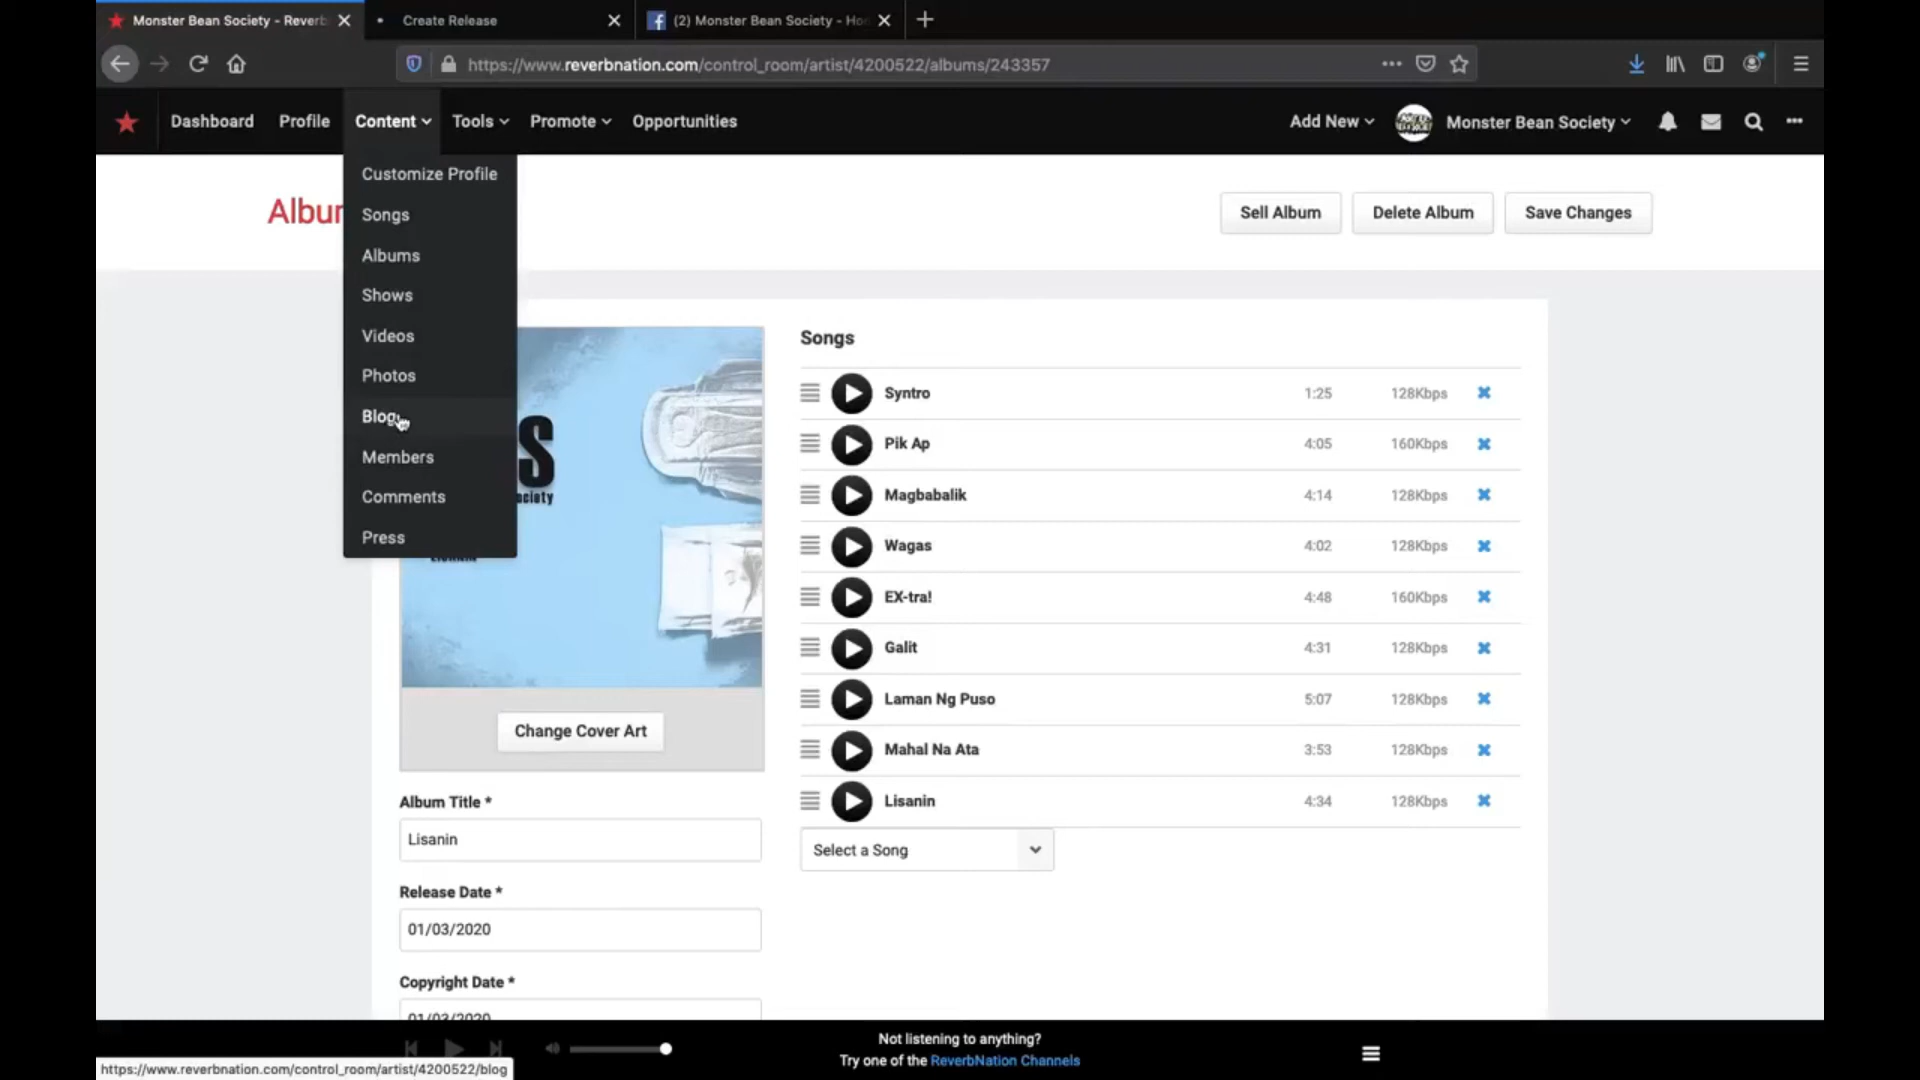 Monster Bean Society - Reverb
Create Release
(2) Monster Bean Society - Ho
https://www.reverbnation.com/control_room/artist/4200522/albums/243357
Dashboard
Profile
Content
Tools
Promote
Opportunities
Add New
Monster Bean Society
Customize Profile
Songs
Albums
Shows
Videos
Photos
Blog
Members
Comments
Press
Album
Sell Album
Delete Album
Save Changes
S
ociety
Change Cover Art
Album Title *
Lisanin
Release Date *
01/03/2020
Copyright Date *
01/03/2020
Songs
Syntro 1:25 128Kbps
Pik Ap 4:05 160Kbps
Magbabalik 4:14 128Kbps
Wagas 4:02 128Kbps
EX-tra! 4:48 160Kbps
Galit 4:31 128Kbps
Laman Ng Puso 5:07 128Kbps
Mahal Na Ata 3:53 128Kbps
Lisanin 4:34 128Kbps
Select a Song
Not listening to anything?
Try one of the ReverbNation Channels
https://www.reverbnation.com/control_room/artist/4200522/blog